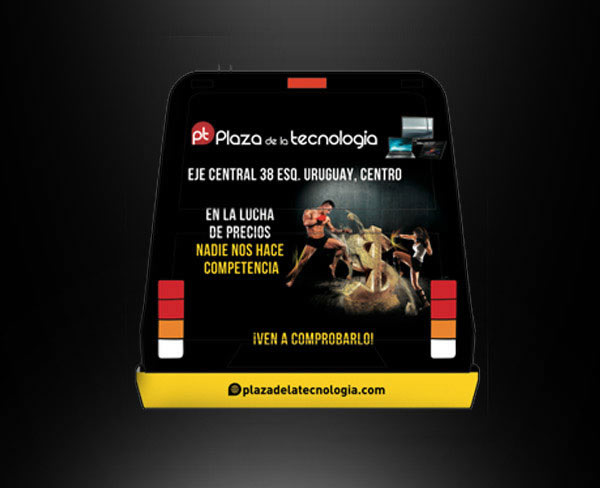 pt Plaza de la tecnología
EJE CENTRAL 38 ESQ. URUGUAY, CENTRO
EN LA LUCHA
DE PRECIOS
NADIE NOS HACE
COMPETENCIA
¡VEN A COMPROBARLO!
plazadelatecnologia.com